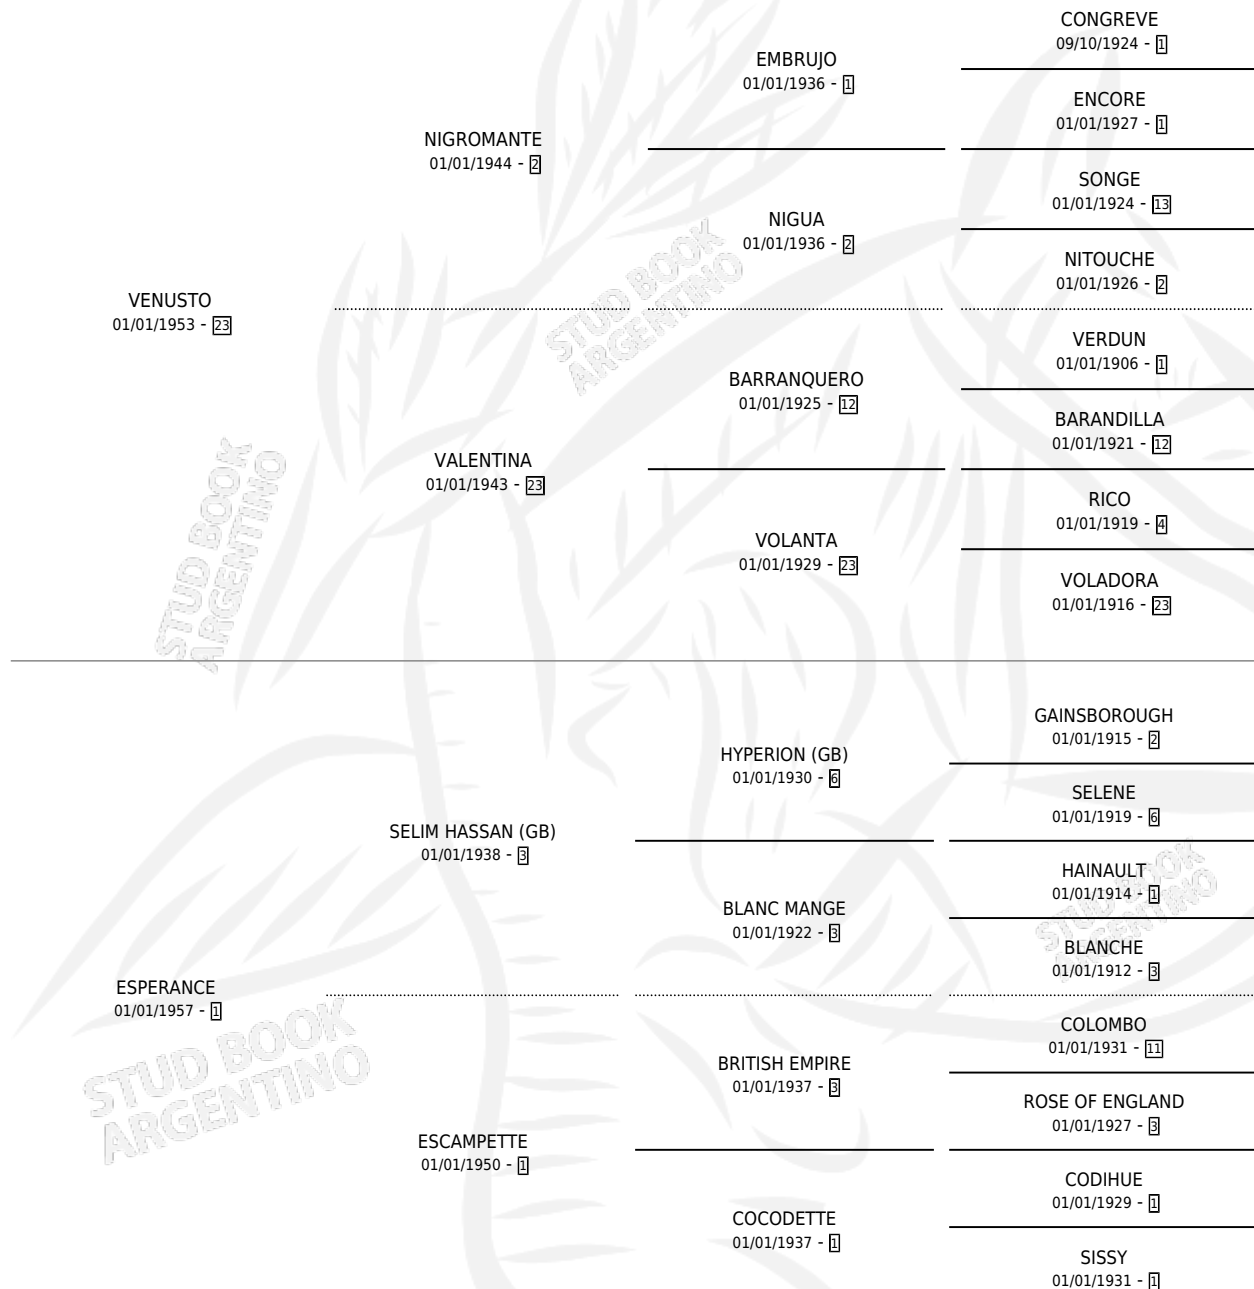 CONGREVE
09/10/1924 - 1
EMBRUJO
01/01/1936 - 1
ENCORE
01/01/1927 - 1
NIGROMANTE
01/01/1944 - 2
SONGE
01/01/1924 - 13
NIGUA
01/01/1936 - 2
NITOUCHE
01/01/1926 - 2
VENUSTO
01/01/1953 - 23
VERDUN
01/01/1906 - 1
BARRANQUERO
01/01/1925 - 12
BARANDILLA
01/01/1921 - 12
VALENTINA
01/01/1943 - 23
RICO
01/01/1919 - 4
VOLANTA
01/01/1929 - 23
VOLADORA
01/01/1916 - 23
STUD BOOK
ARGENTINO
STUD BOOK
ARGENTINO
GAINSBOROUGH
01/01/1915 - 2
HYPERION (GB)
01/01/1930 - 6
SELENE
01/01/1919 - 6
SELIM HASSAN (GB)
01/01/1938 - 3
HAINAULT
01/01/1914 - 1
BLANC MANGE
01/01/1922 - 3
BLANCHE
01/01/1912 - 3
STUD BOOK
ARGENTINO
ESPERANCE
01/01/1957 - 1
COLOMBO
01/01/1931 - 11
BRITISH EMPIRE
01/01/1937 - 3
ROSE OF ENGLAND
01/01/1927 - 3
STUD BOOK
ARGENTINO
ESCAMPETTE
01/01/1950 - 1
CODIHUE
01/01/1929 - 1
COCODETTE
01/01/1937 - 1
SISSY
01/01/1931 - 1